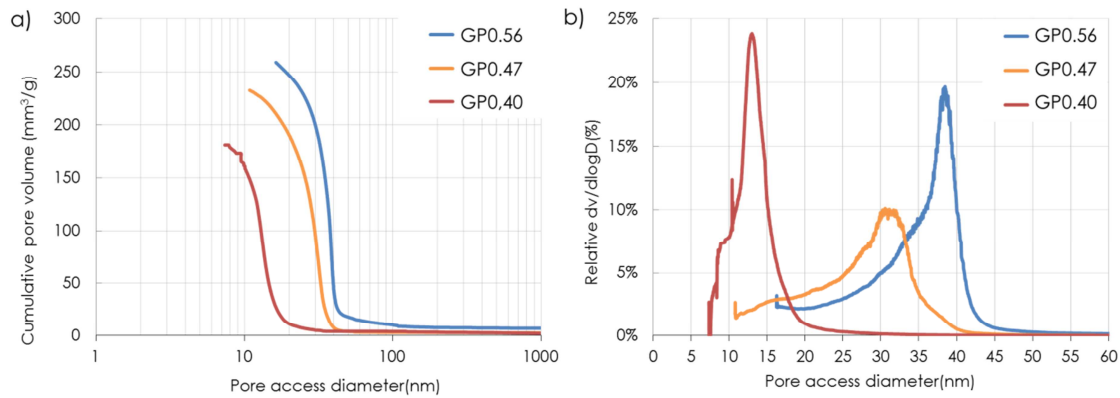 a)
Cumulative pore volume (mm³/g)
300
250
200
150
100
50
0
1
10
100
1000
Pore access diameter(nm)
GP0.56
GP0.47
GP0,40
b)
Relative dv/dlogD(%)
25%
20%
15%
10%
5%
0%
0 5 10 15 20 25 30 35 40 45 50 55 60
Pore access diameter(nm)
GP0.56
GP0.47
GP0.40